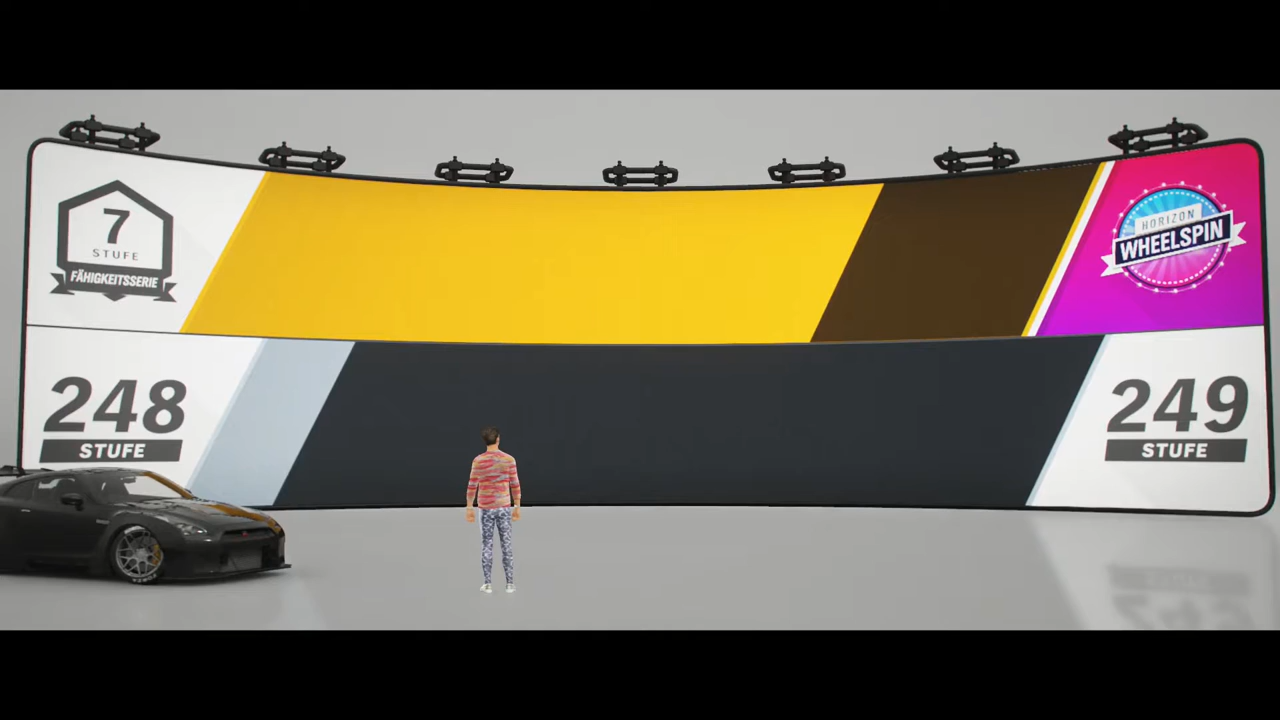 7
STUFE
FÄHIGKEITSSERIE
HORIZON
WHEELSPIN
248
STUFE
249
STUFE